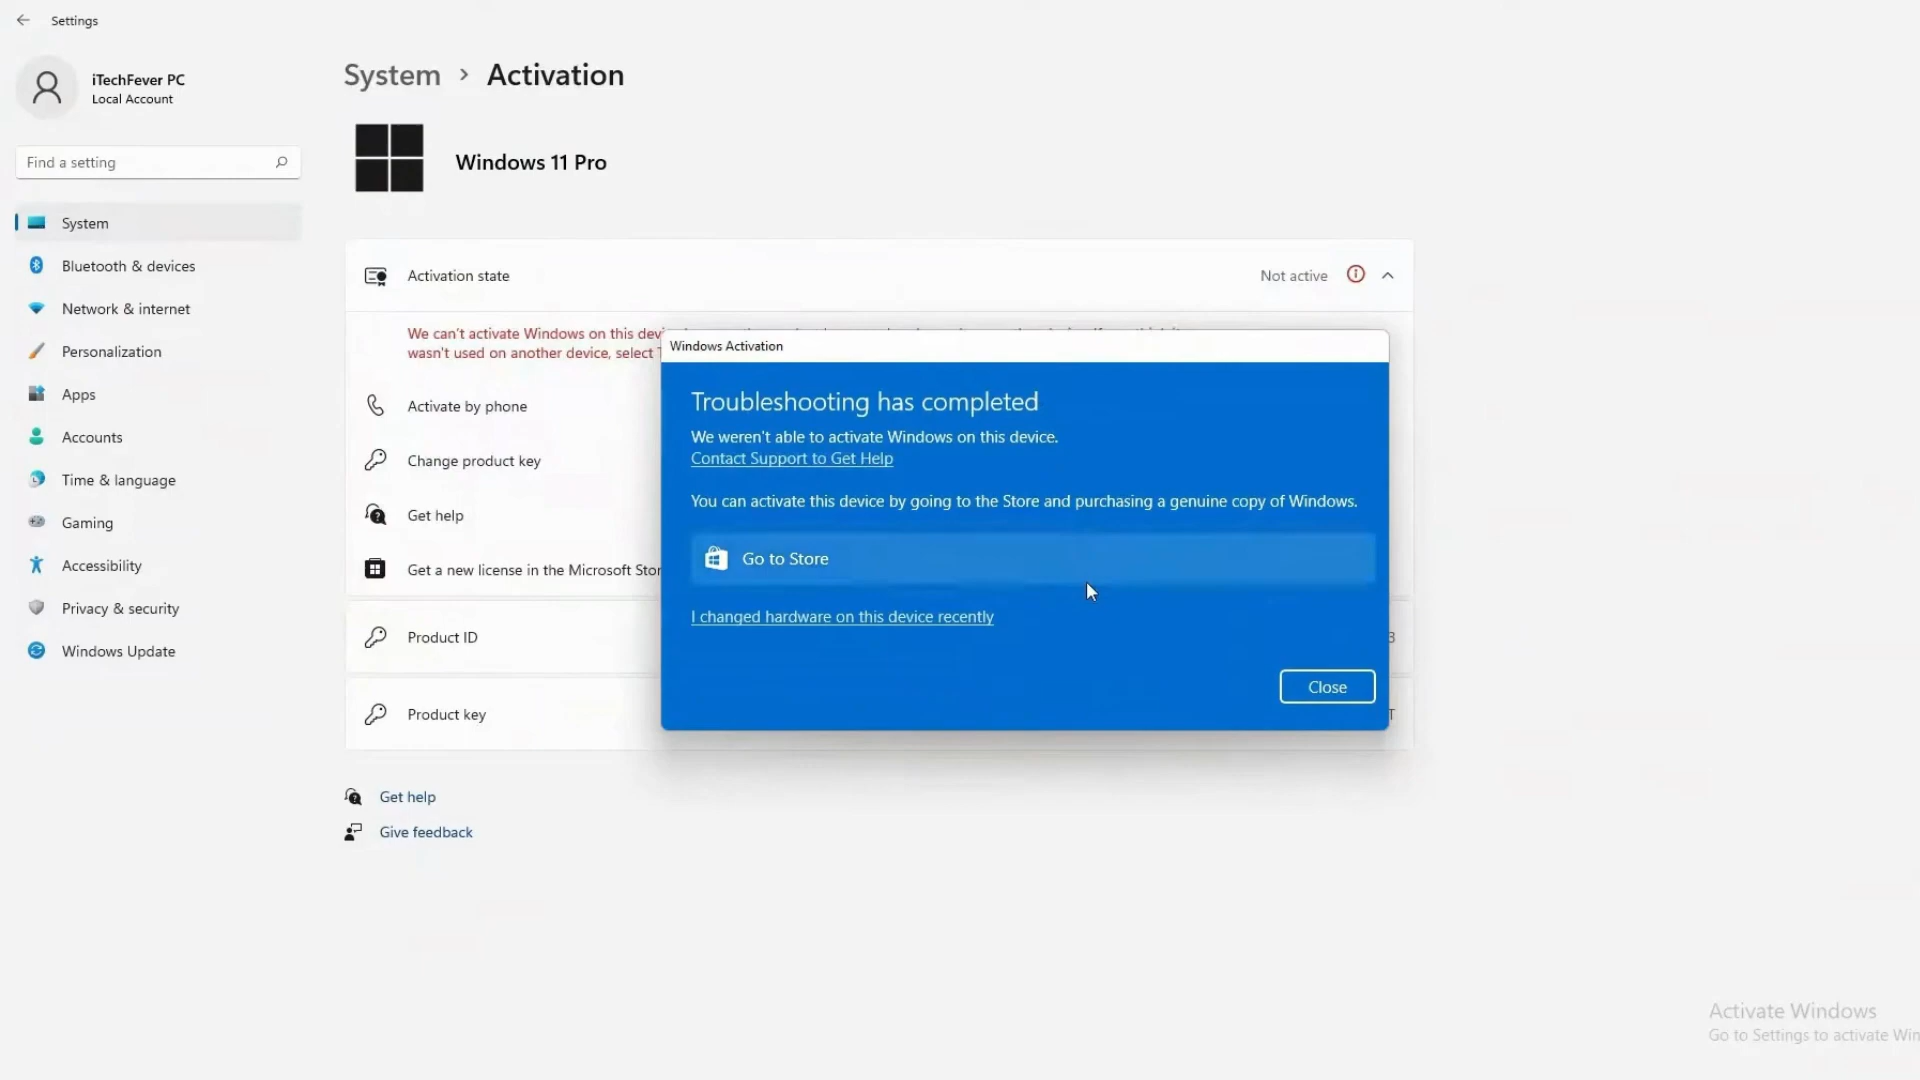 Settings
iTechFever PC
Local Account
Find a setting
System
Bluetooth & devices
Network & internet
Personalization
Apps
Accounts
Time & language
Gaming
Accessibility
Privacy & security
Windows Update
System > Activation
Windows 11 Pro
Activation state
Not active
We can't activate Windows on this
wasn't used on another device, select
Activate by phone
Change product key
Get help
Get a new license in the Microsoft
Product ID
3
Product key
T
Windows Activation
Troubleshooting has completed
We weren't able to activate Windows on this device.
Contact Support to Get Help
You can activate this device by going to the Store and purchasing a genuine copy of Windows.
Go to Store
I changed hardware on this device recently
Close
Get help
Give feedback
Activate Windows
Go to Settings to activate Win